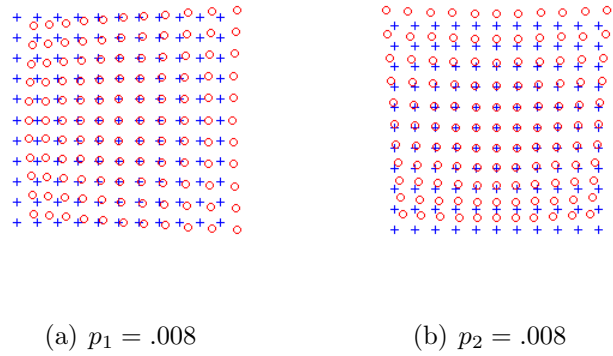 (a) p₁ = .008
(b) p₂ = .008